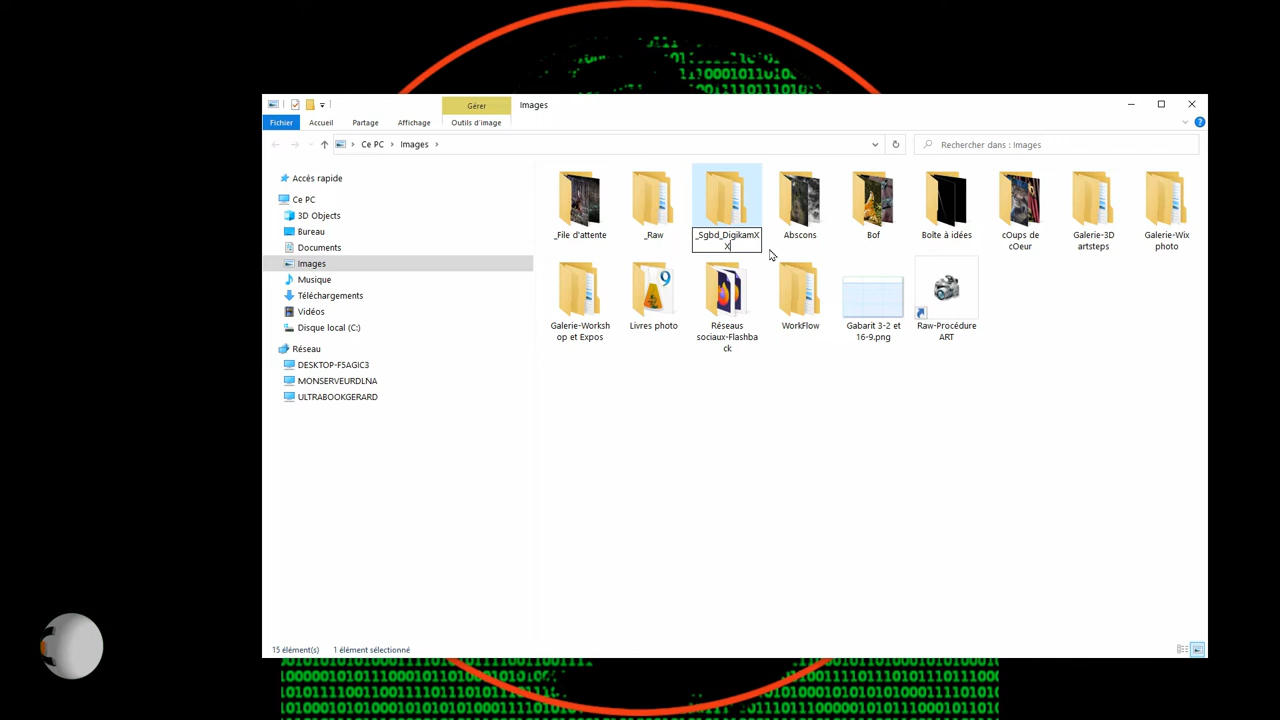 Gérer
Images
Fichier
Accueil
Partage
Affichage
Outils d'image
Ce PC
Images
Rechercher dans : Images
Accès rapide
Ce PC
3D Objects
Bureau
Documents
Images
Musique
Téléchargements
Vidéos
Disque local (C:)
Réseau
DESKTOP-F5AGIC3
MONSERVEURDLNA
ULTRABOOKGERARD
_File d'attente
_Raw
_Sgbd_DigikamX
X
Abscons
Bof
Boîte à idées
cOups de
cOeur
Galerie-3D
artsteps
Galerie-Wix
photo
Galerie-Worksh
op et Expos
9
Livres photo
Réseaus
sociaux-Flashba
ck
WorkFlow
Gabarit 3-2 et
16-9.png
Raw-Procédure
ART
15 élément(s)
1 élément sélectionné